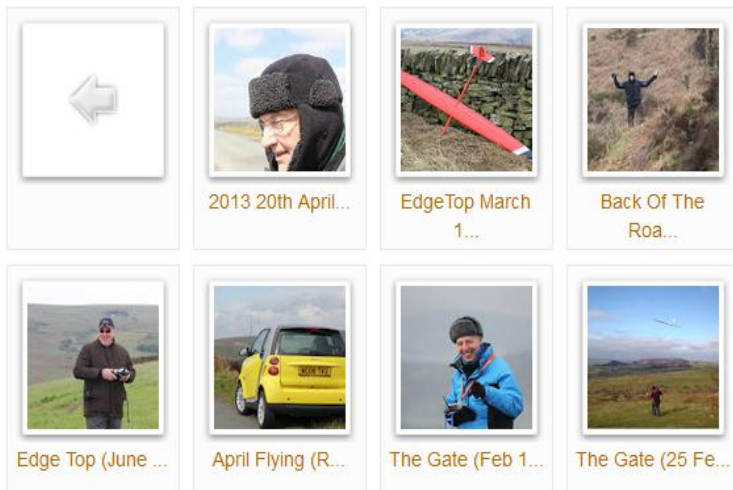 2013 20th April...
EdgeTop March
1...
Back Of The
Roa...
Edge Top (June ...
April Flying (R...
The Gate (Feb 1...
The Gate (25 Fe...